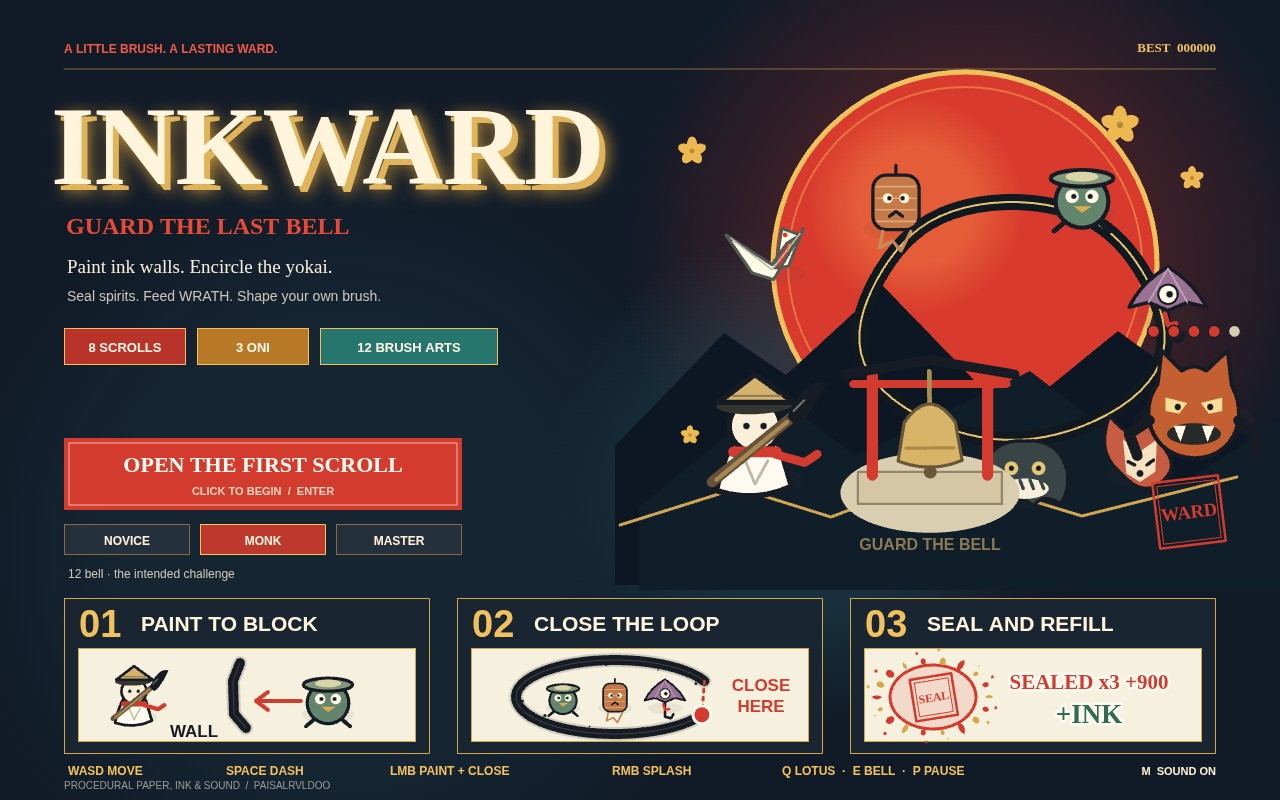 A LITTLE BRUSH. A LASTING WARD.
BEST 000000
INKWARD
GUARD THE LAST BELL
Paint ink walls. Encircle the yokai.
Seal spirits. Feed WRATH. Shape your own brush.
8 SCROLLS
3 ONI
12 BRUSH ARTS
OPEN THE FIRST SCROLL
CLICK TO BEGIN / ENTER
NOVICE
MONK
MASTER
12 bell · the intended challenge
WARD
GUARD THE BELL
01 PAINT TO BLOCK
WALL
02 CLOSE THE LOOP
CLOSE
HERE
03 SEAL AND REFILL
SEAL
SEALED x3 +900
+INK
WASD MOVE
SPACE DASH
LMB PAINT + CLOSE
RMB SPLASH
Q LOTUS · E BELL · P PAUSE
M SOUND ON
PROCEDURAL PAPER, INK & SOUND / PAISALRVLDOO